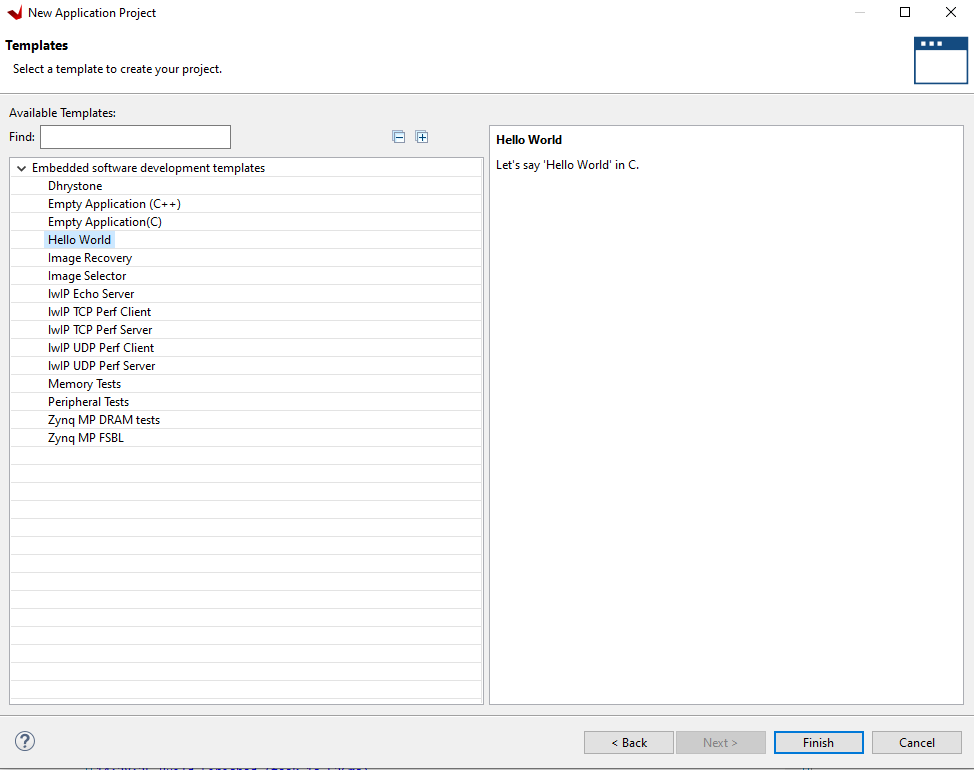 New Application Project
Templates
Select a template to create your project.
Available Templates:
Find:
Embedded software development templates
Dhrystone
Empty Application (C++)
Empty Application(C)
Hello World
Image Recovery
Image Selector
lwIP Echo Server
lwIP TCP Perf Client
lwIP TCP Perf Server
lwIP UDP Perf Client
lwIP UDP Perf Server
Memory Tests
Peripheral Tests
Zynq MP DRAM tests
Zynq MP FSBL
Hello World
Let's say 'Hello World' in C.
?
< Back
Next >
Finish
Cancel